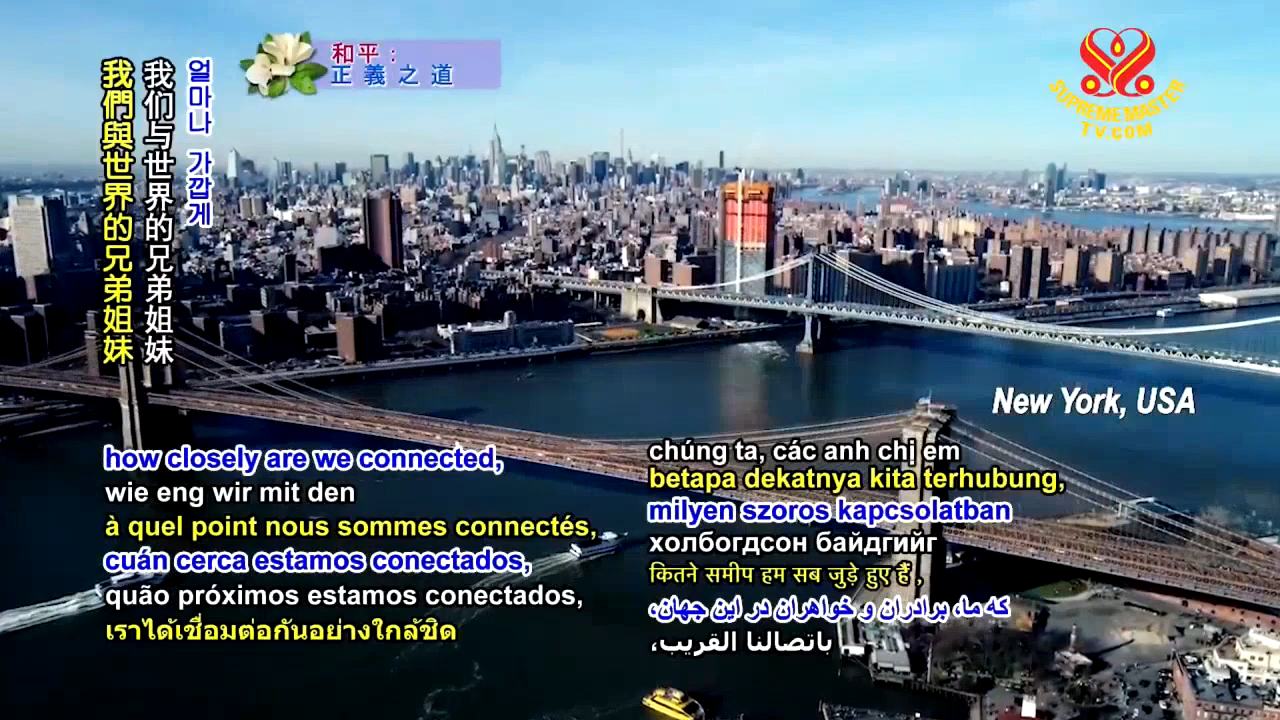 和平：
正義之道
SUPREME MASTER
TV.COM
얼마나 가깝게
我们与世界的兄弟姐妹
我們與世界的兄弟姐妹
New York, USA
how closely are we connected,
wie eng wir mit den
à quel point nous sommes connectés,
cuán cerca estamos conectados,
quão próximos estamos conectados,
เราได้เชื่อมต่อกันอย่างใกล้ชิด
chúng ta, các anh chị em
betapa dekatnya kita terhubung,
milyen szoros kapcsolatban
холбогдсон байдгийг
कितने समीप हम सब जुड़े हुए हैं ,
که ما، برادران و خواهران در این جهان،
باتصالنا القريب،